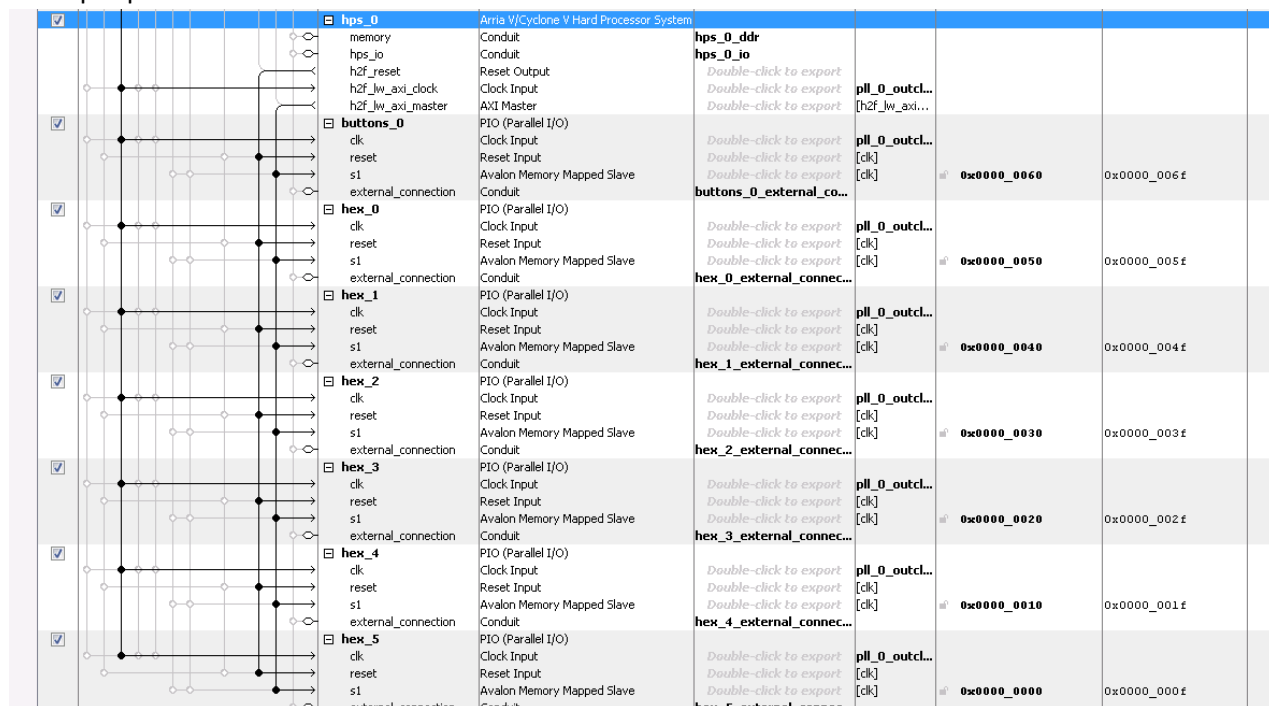 hps_0 Arria V/Cyclone V Hard Processor System
memory Conduit hps_0_ddr
hps_io Conduit hps_0_io
h2f_reset Reset Output Double-click to export
h2f_lw_axi_clock Clock Input Double-click to export pll_0_outcl...
h2f_lw_axi_master AXI Master Double-click to export [h2f_lw_axi...
buttons_0 PIO (Parallel I/O)
clk Clock Input Double-click to export pll_0_outcl...
reset Reset Input Double-click to export [clk]
s1 Avalon Memory Mapped Slave Double-click to export [clk] 0x0000_0060 0x0000_006f
external_connection Conduit buttons_0_external_co...
hex_0 PIO (Parallel I/O)
clk Clock Input Double-click to export pll_0_outcl...
reset Reset Input Double-click to export [clk]
s1 Avalon Memory Mapped Slave Double-click to export [clk] 0x0000_0050 0x0000_005f
external_connection Conduit hex_0_external_connec...
hex_1 PIO (Parallel I/O)
clk Clock Input Double-click to export pll_0_outcl...
reset Reset Input Double-click to export [clk]
s1 Avalon Memory Mapped Slave Double-click to export [clk] 0x0000_0040 0x0000_004f
external_connection Conduit hex_1_external_connec...
hex_2 PIO (Parallel I/O)
clk Clock Input Double-click to export pll_0_outcl...
reset Reset Input Double-click to export [clk]
s1 Avalon Memory Mapped Slave Double-click to export [clk] 0x0000_0030 0x0000_003f
external_connection Conduit hex_2_external_connec...
hex_3 PIO (Parallel I/O)
clk Clock Input Double-click to export pll_0_outcl...
reset Reset Input Double-click to export [clk]
s1 Avalon Memory Mapped Slave Double-click to export [clk] 0x0000_0020 0x0000_002f
external_connection Conduit hex_3_external_connec...
hex_4 PIO (Parallel I/O)
clk Clock Input Double-click to export pll_0_outcl...
reset Reset Input Double-click to export [clk]
s1 Avalon Memory Mapped Slave Double-click to export [clk] 0x0000_0010 0x0000_001f
external_connection Conduit hex_4_external_connec...
hex_5 PIO (Parallel I/O)
clk Clock Input Double-click to export pll_0_outcl...
reset Reset Input Double-click to export [clk]
s1 Avalon Memory Mapped Slave Double-click to export [clk] 0x0000_0000 0x0000_000f